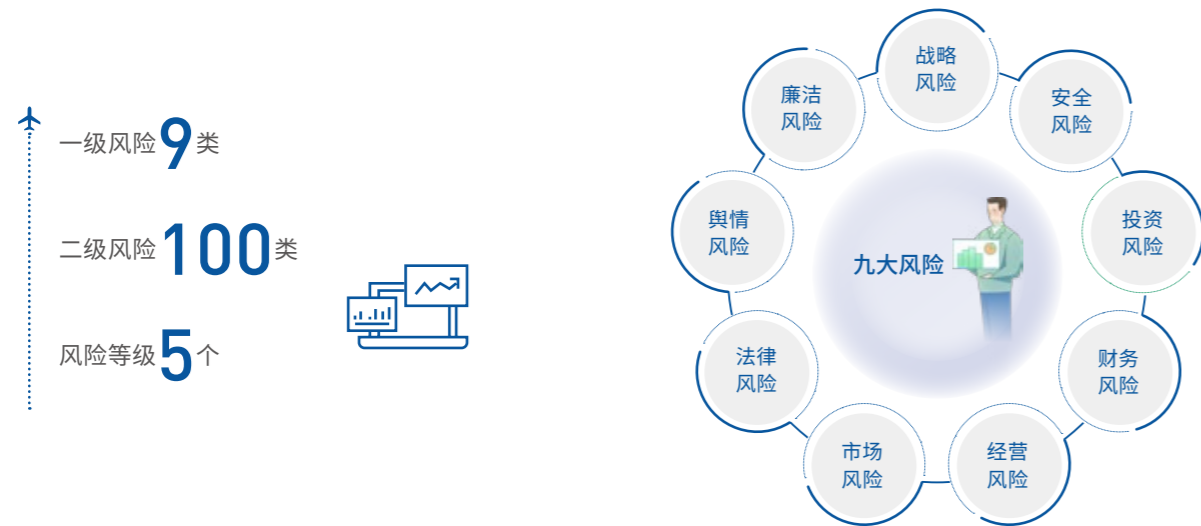 一级风险9类
二级风险100类
风险等级5个
战略
风险
安全
风险
投资
风险
财务
风险
经营
风险
市场
风险
法律
风险
舆情
风险
廉洁
风险
九大风险